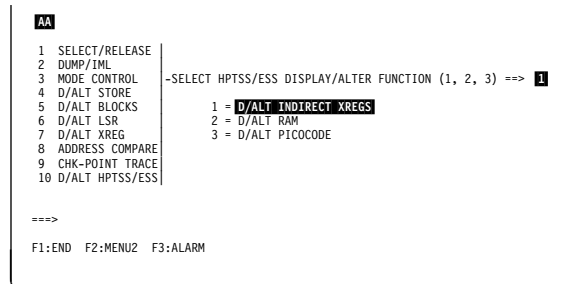 AA
1 SELECT/RELEASE
2 DUMP/IML
3 MODE CONTROL -SELECT HPTSS/ESS DISPLAY/ALTER FUNCTION (1, 2, 3) ==> 1
4 D/ALT STORE
5 D/ALT BLOCKS 1 = D/ALT INDIRECT XREGS
6 D/ALT LSR 2 = D/ALT RAM
7 D/ALT XREG 3 = D/ALT PICOCODE
8 ADDRESS COMPARE
9 CHK-POINT TRACE
10 D/ALT HPTSS/ESS
===>
F1:END F2:MENU2 F3:ALARM